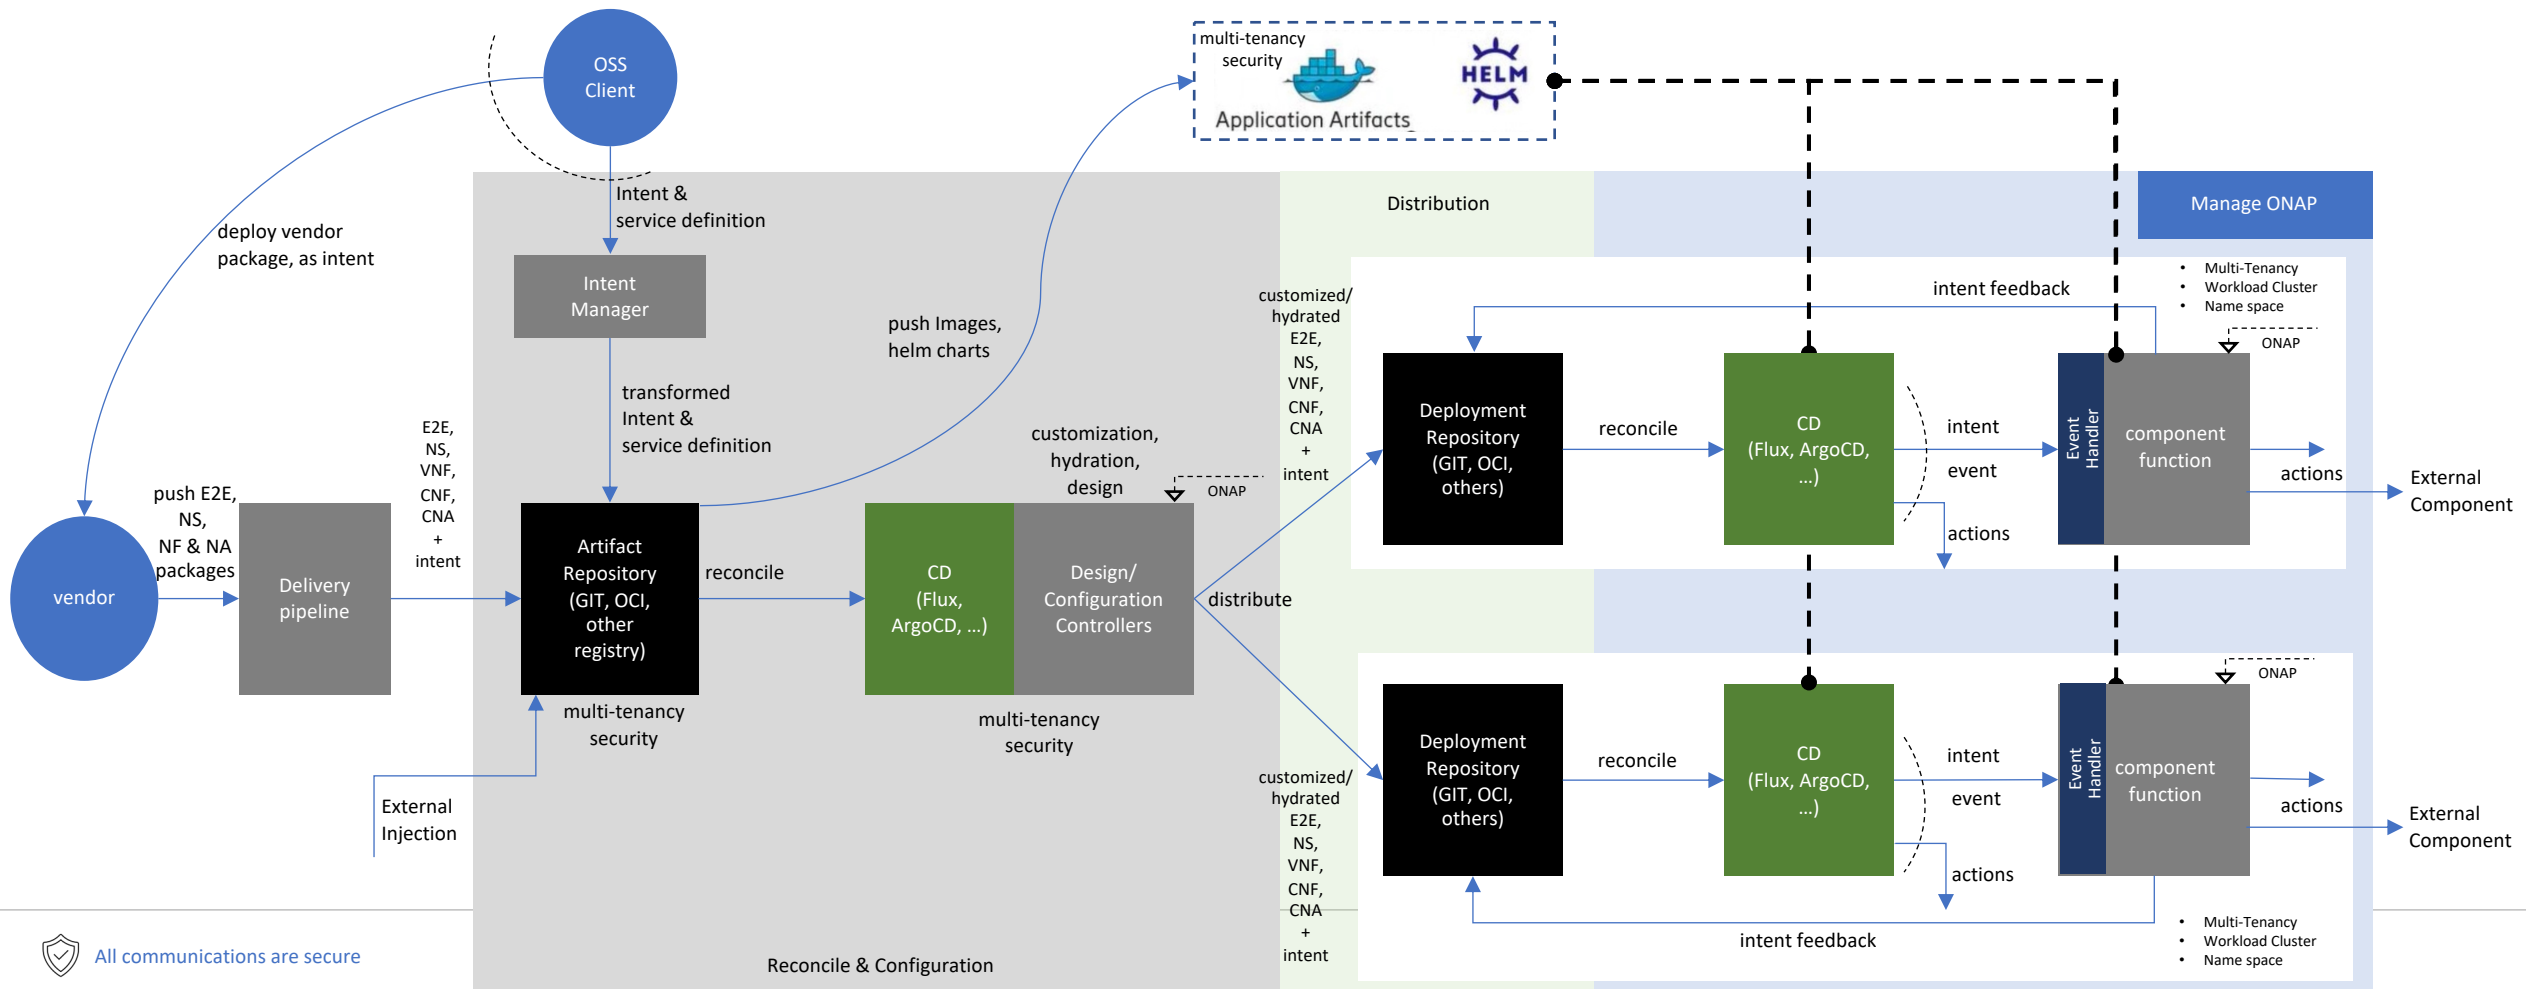 OSS
Client
multi-tenancy
security
HELM
Application Artifacts
Intent &
service definition
Distribution
Manage ONAP
deploy vendor
package, as intent
Intent
Manager
push Images,
helm charts
transformed
Intent &
service definition
customization,
hydration,
design
ONAP
E2E,
NS,
VNF,
CNF,
CNA
+
intent
push E2E,
NS,
NF & NA
packages
vendor
Delivery
pipeline
Artifact
Repository
(GIT, OCI,
other
registry)
multi-tenancy
security
reconcile
CD
(Flux,
ArgoCD, ...)
Design/
Configuration
Controllers
multi-tenancy
security
distribute
External
Injection
customized/
hydrated
E2E,
NS,
VNF,
CNF,
CNA
+
intent
intent feedback
• Multi-Tenancy
• Workload Cluster
• Name space
ONAP
Deployment
Repository
(GIT, OCI,
others)
reconcile
CD
(Flux, ArgoCD,
...)
intent
event
actions
Event
Handler
component
function
actions
External
Component
customized/
hydrated
E2E,
NS,
VNF,
CNF,
CNA
+
intent
ONAP
Deployment
Repository
(GIT, OCI,
others)
reconcile
CD
(Flux, ArgoCD,
...)
intent
event
actions
Event
Handler
component
function
actions
External
Component
intent feedback
• Multi-Tenancy
• Workload Cluster
• Name space
All communications are secure
Reconcile & Configuration